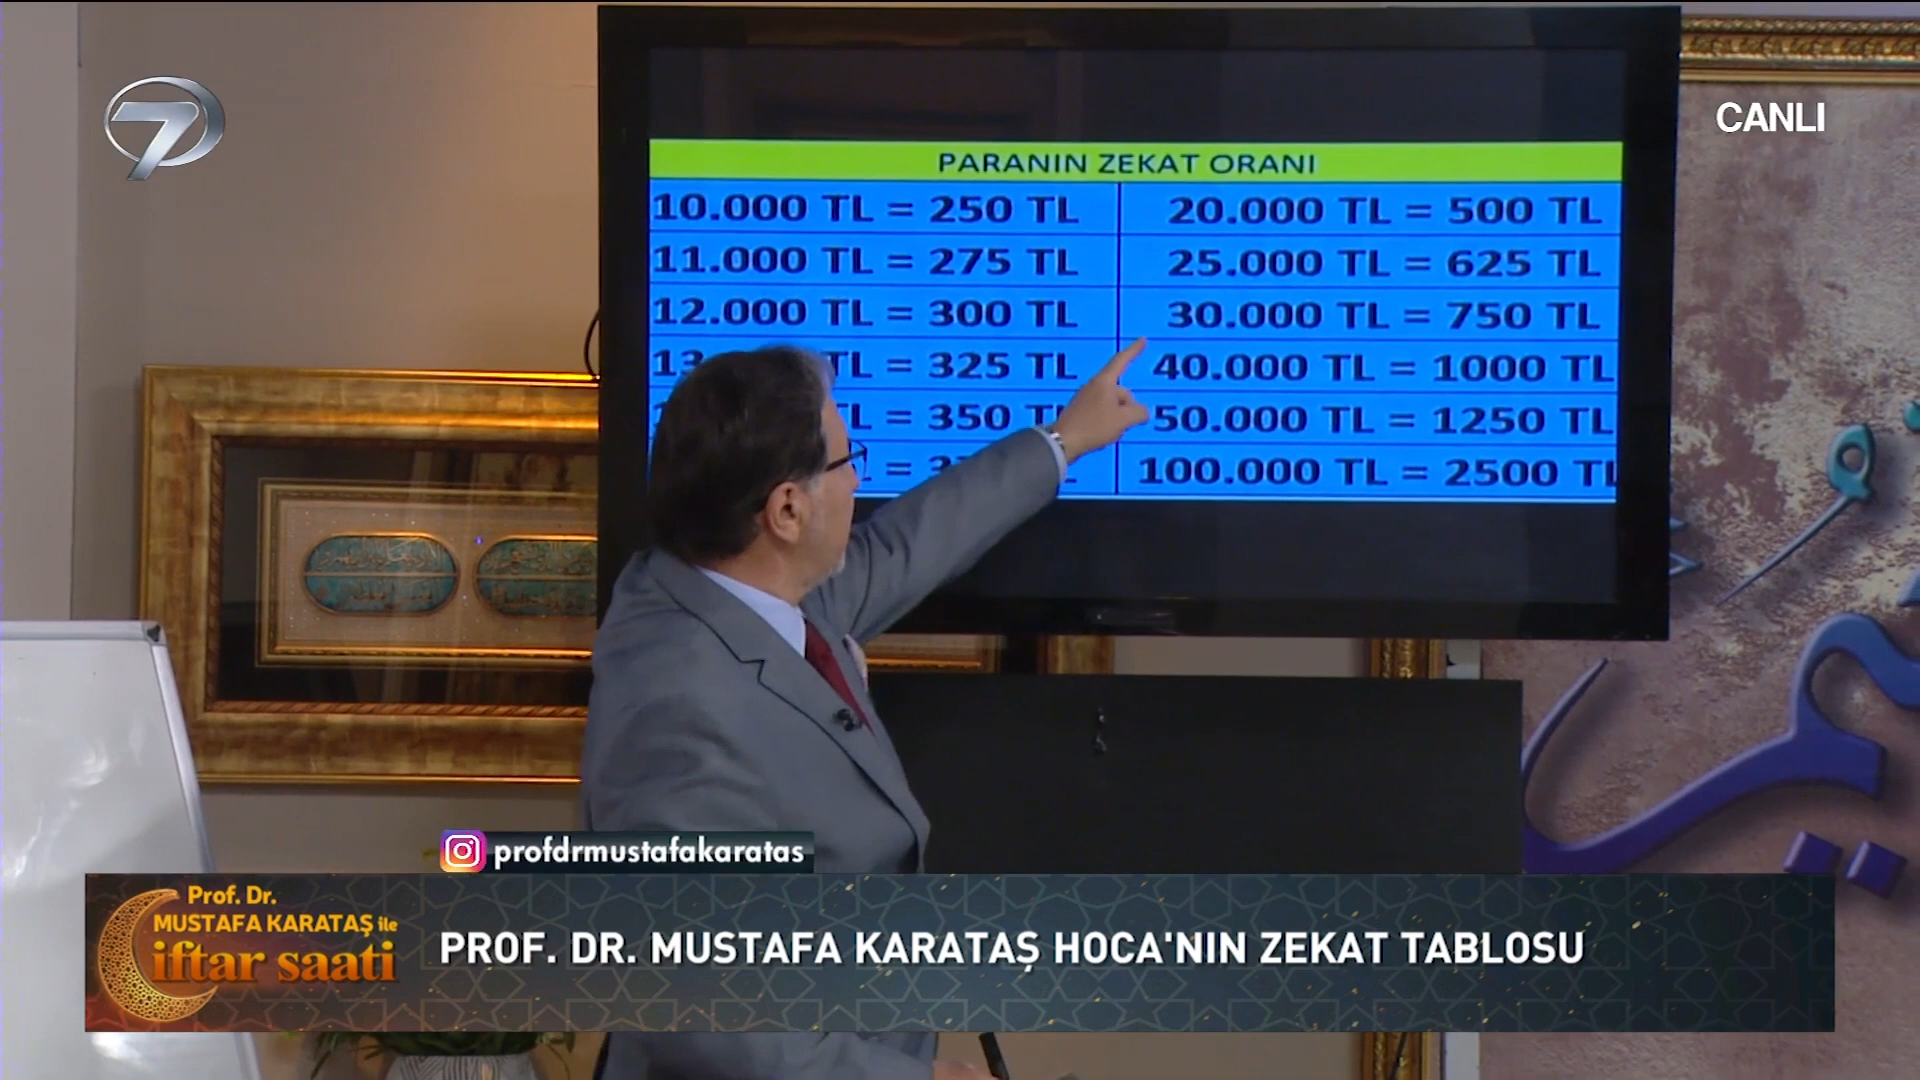 7
CANLI
PARANIN ZEKAT ORANI
10.000 TL = 250 TL
20.000 TL = 500 TL
11.000 TL = 275 TL
25.000 TL = 625 TL
12.000 TL = 300 TL
30.000 TL = 750 TL
TL = 325 TL
40.000 TL = 1000 TL
= 350
50.000 TL = 1250 TL
=
100.000 TL = 2500 TL
profdrmustafakaratas
Prof. Dr.
MUSTAFA KARATAŞ ile
iftar saati
PROF. DR. MUSTAFA KARATAŞ HOCA'NIN ZEKAT TABLOSU